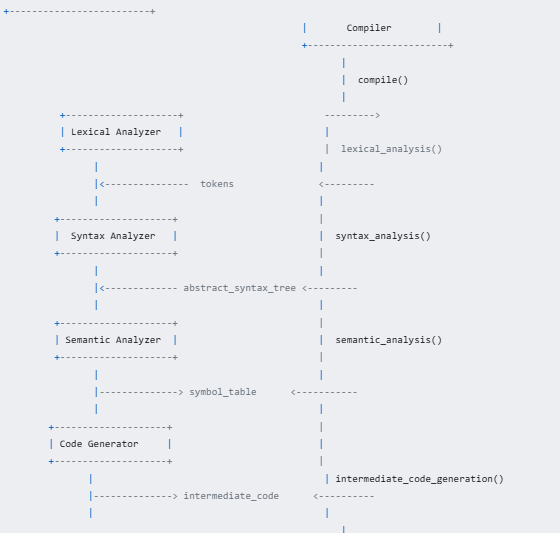 Compiler
compile()
Lexical Analyzer
lexical_analysis()
tokens
Syntax Analyzer syntax_analysis()
abstract_syntax_tree
Semantic Analyzer semantic_analysis()
symbol_table
Code Generator
intermediate_code_generation()
intermediate_code